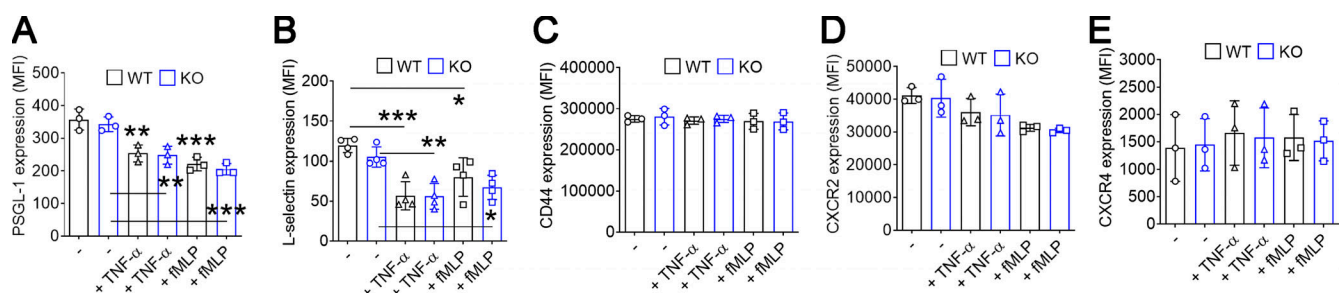 A
PSGL-1 expression (MFI)
WT KO
500
400
300
200
100
0
** *** ** ***
- - + TNF-α + TNF-α + fMLP + fMLP
B
L-selectin expression (MFI)
WT KO
200
150
100
50
0
* *** ** *
- - + TNF-α + TNF-α + fMLP + fMLP
C
CD44 expression (MFI)
WT KO
400000
300000
200000
100000
0
- - + TNF-α + TNF-α + fMLP + fMLP
D
CXCR2 expression (MFI)
WT KO
50000
40000
30000
20000
10000
0
- - + TNF-α + TNF-α + fMLP + fMLP
E
CXCR4 expression (MFI)
WT KO
3000
2500
2000
1500
1000
500
0
- - + TNF-α + TNF-α + fMLP + fMLP